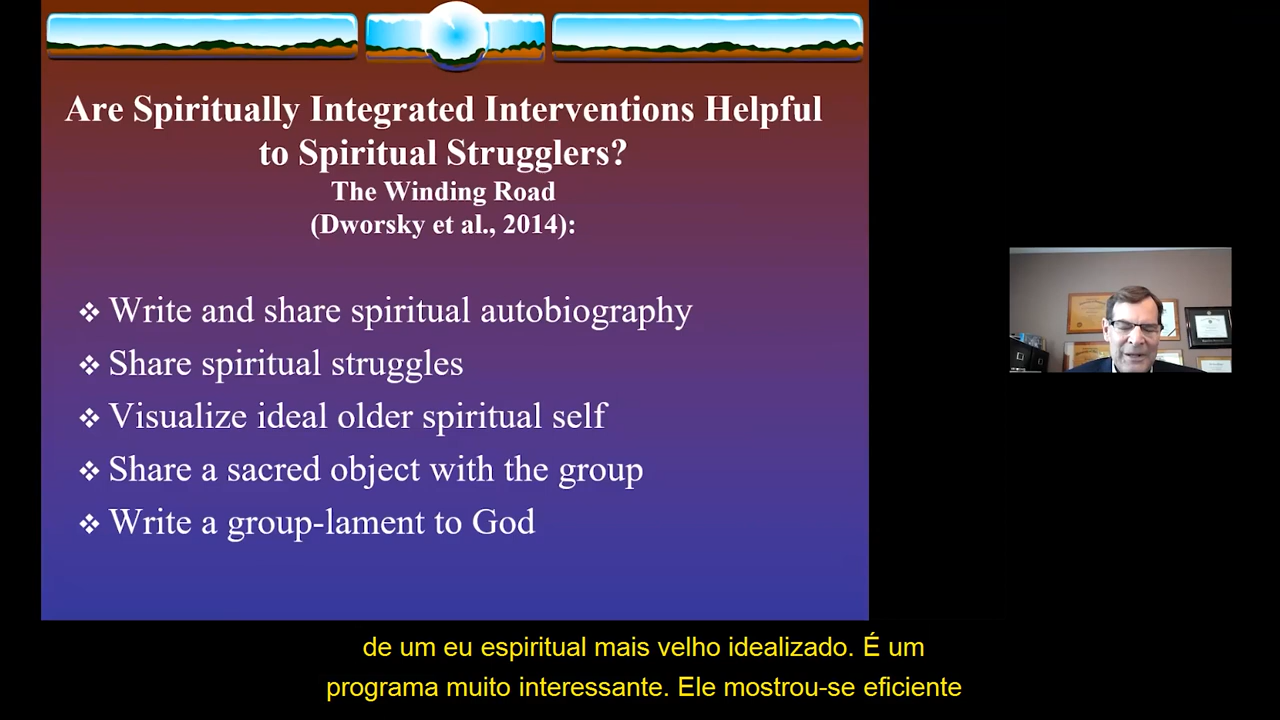 Are Spiritually Integrated Interventions Helpful
to Spiritual Strugglers?
The Winding Road
(Dworsky et al., 2014):
❖ Write and share spiritual autobiography
❖ Share spiritual struggles
❖ Visualize ideal older spiritual self
❖ Share a sacred object with the group
❖ Write a group-lament to God
de um eu espiritual mais velho idealizado. É um
programa muito interessante. Ele mostrou-se eficiente